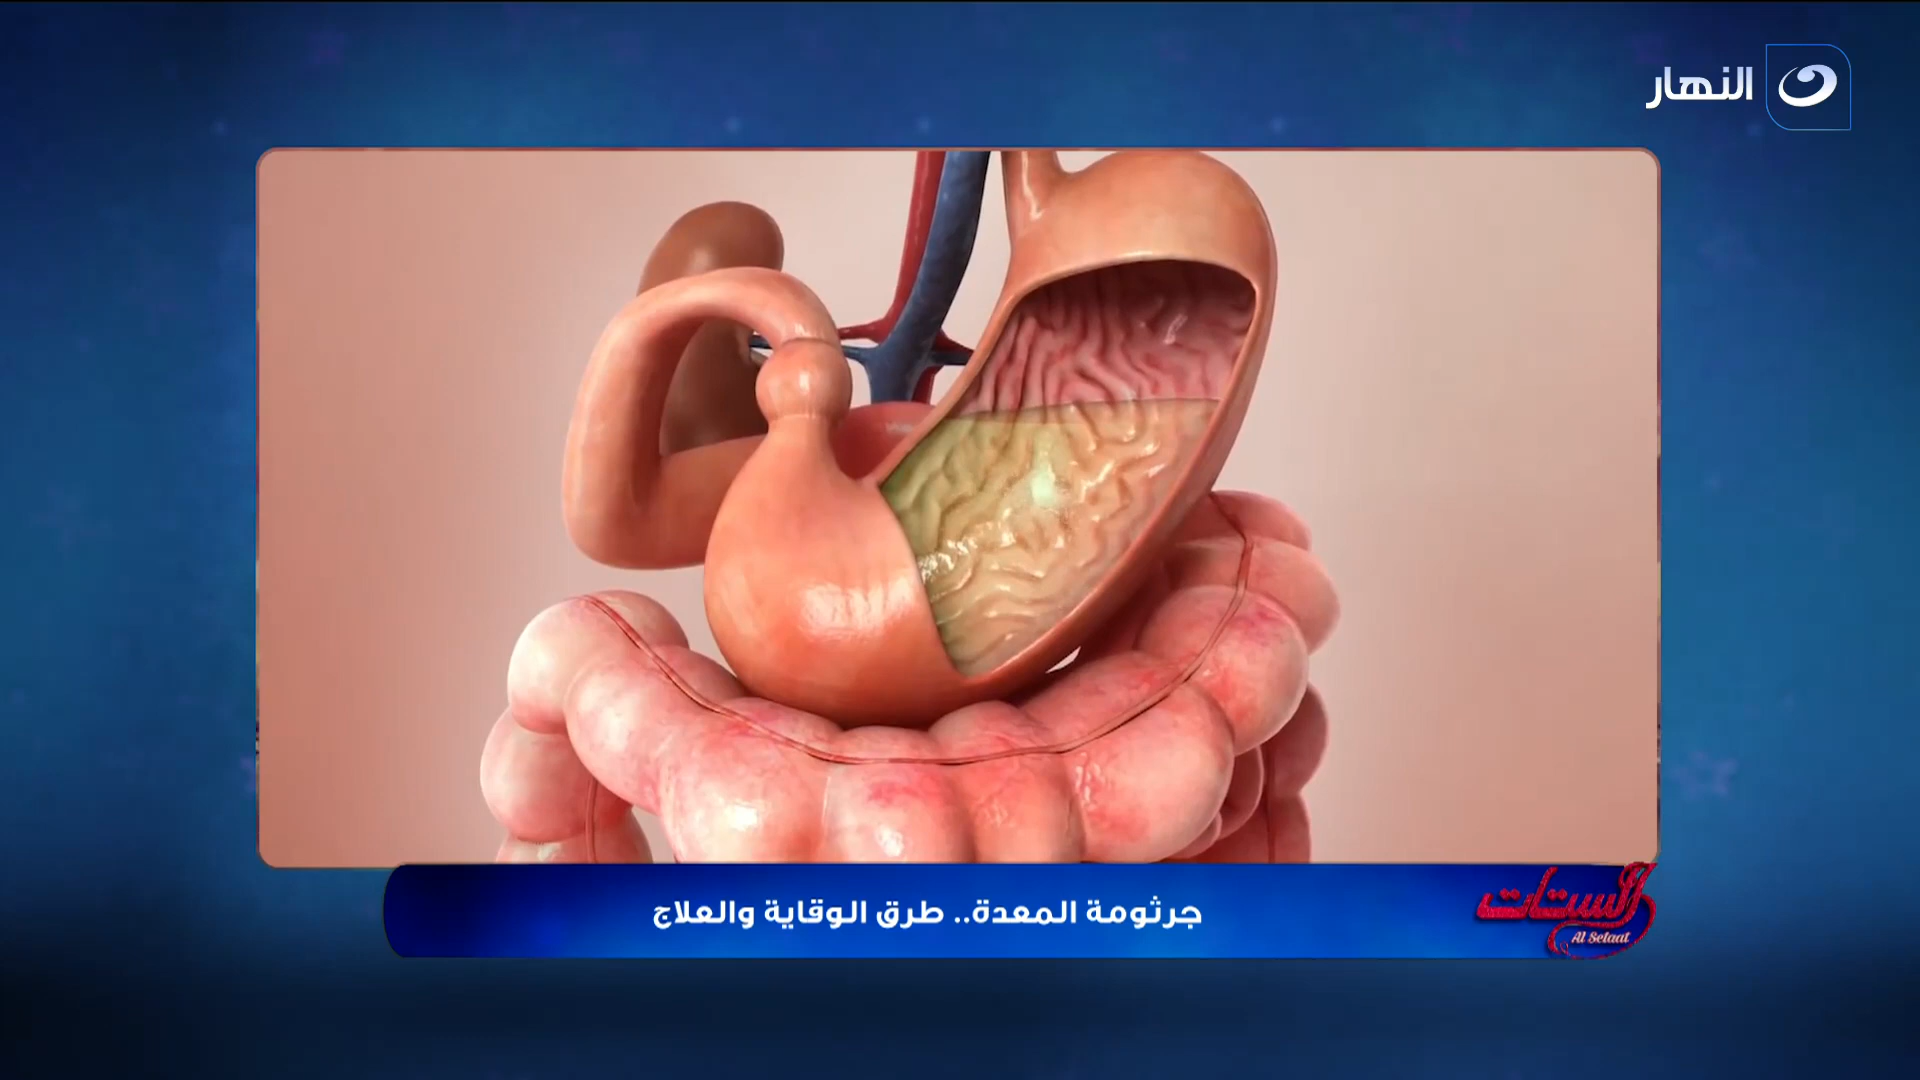 النهار
جرثومة المعدة.. طرق الوقاية والعلاج
الستات
Al Setaat